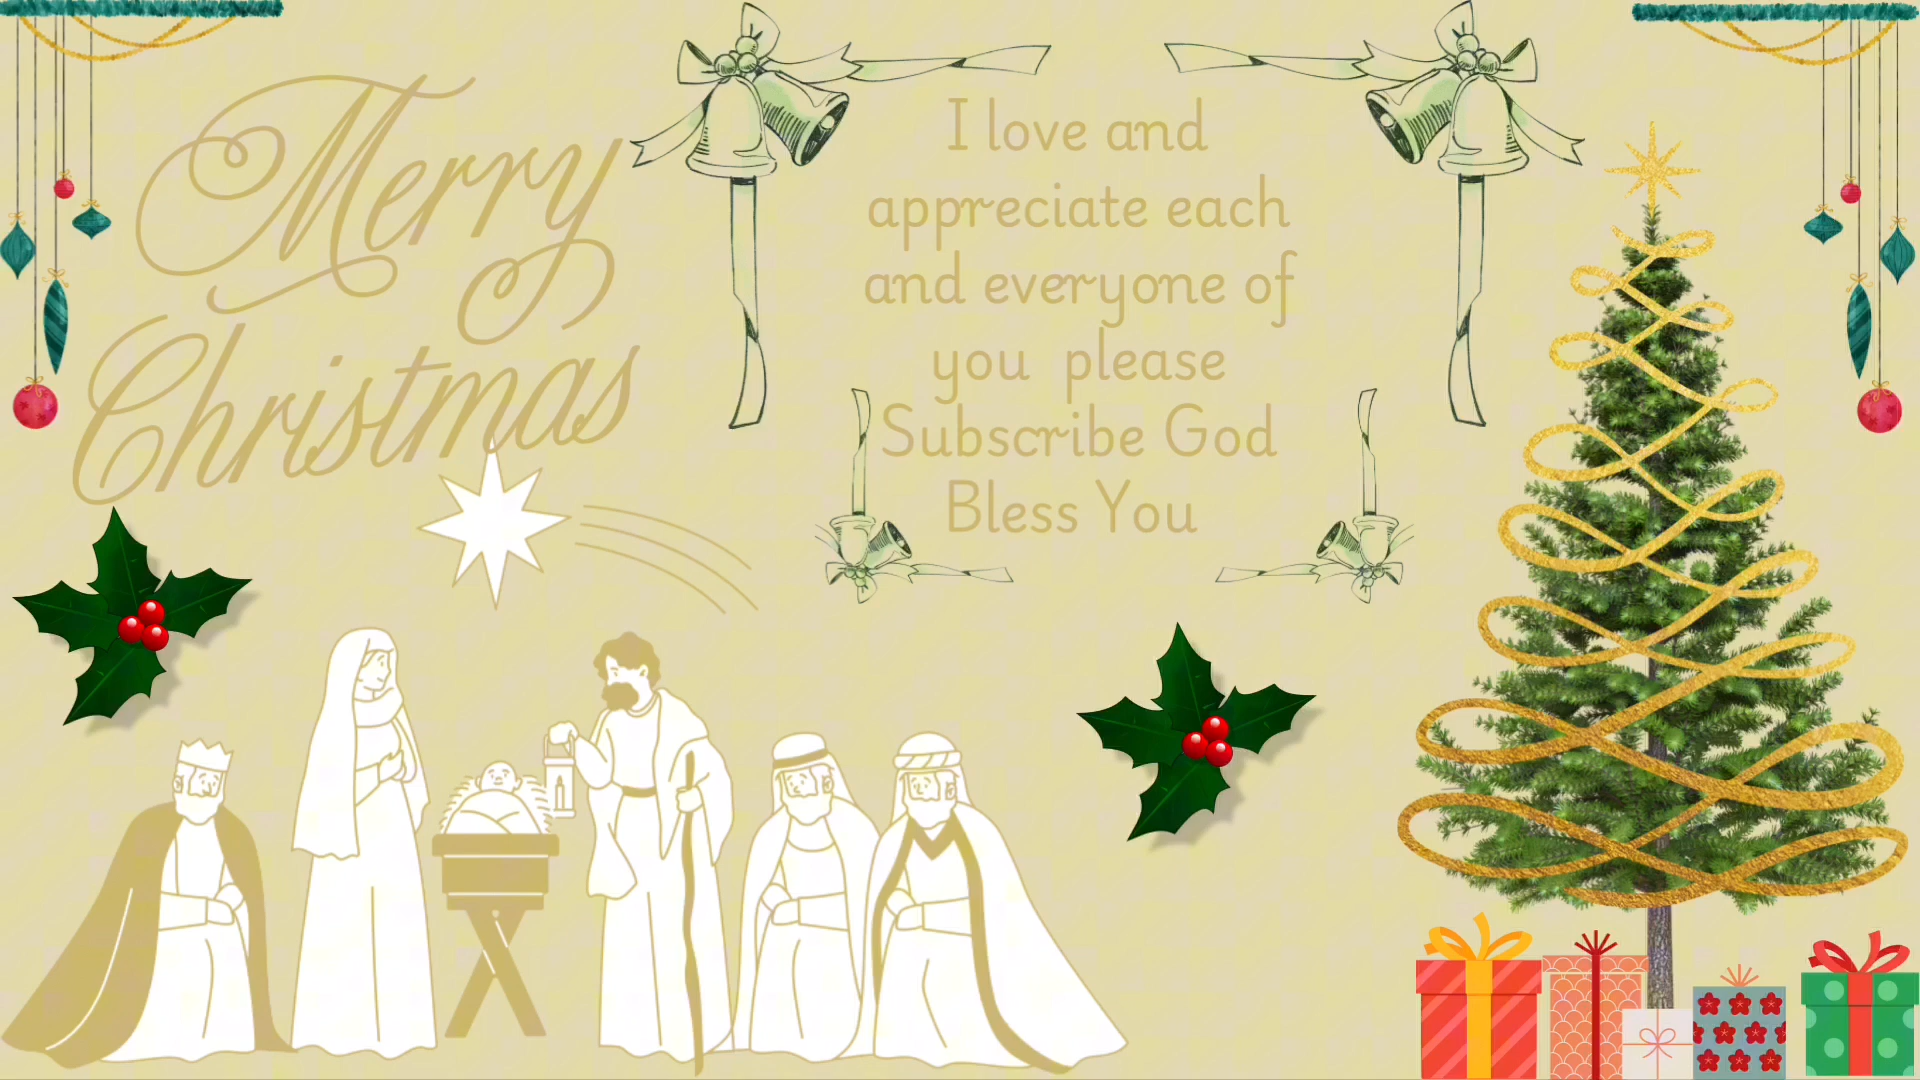 Merry
Christmas
I love and
appreciate each
and everyone of
you please
Subscribe God
Bless You